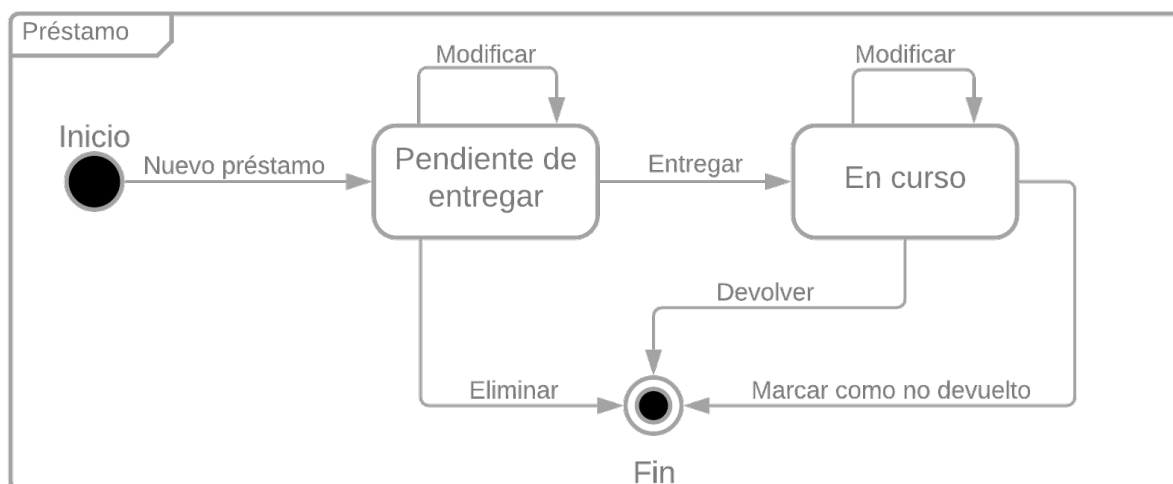 Préstamo
Modificar
Modificar
Inicio
Nuevo préstamo
Pendiente de
entregar
Entregar
En curso
Devolver
Eliminar
Marcar como no devuelto
Fin